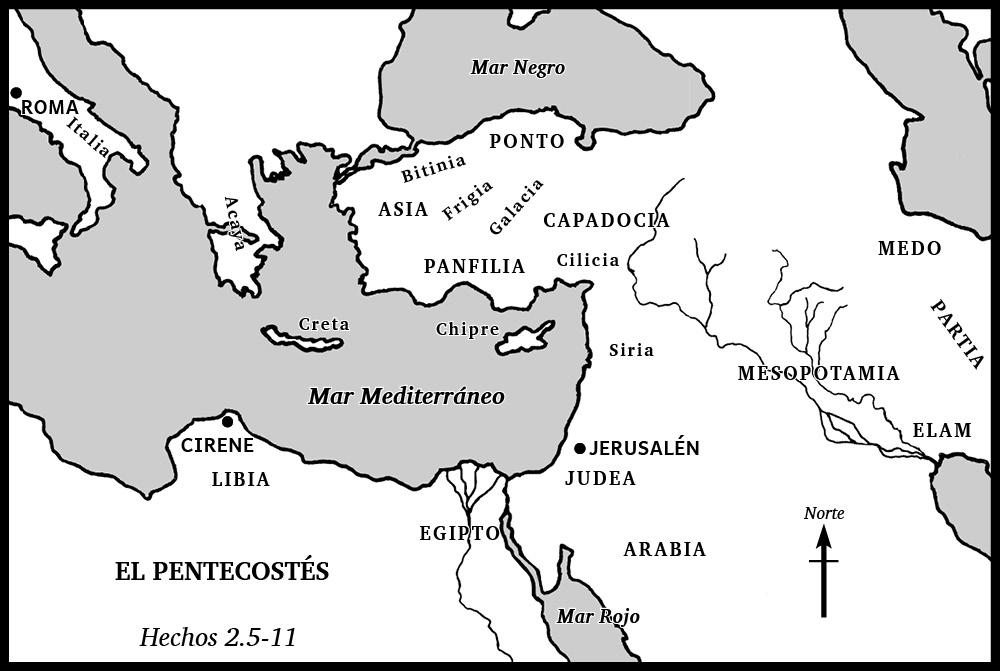 Mar Negro
ROMA
Italia
PONTO
Bitinia
Frigia
Galacia
Acaya
ASIA
CAPADOCIA
MEDO
Cilicia
PANFILIA
PARTIA
Creta
Chipre
Siria
MESOPOTAMIA
Mar Mediterráneo
ELAM
CIRENE
JERUSALÉN
LIBIA
JUDEA
Norte
EGIPTO
ARABIA
EL PENTECOSTÉS
Mar Rojo
Hechos 2.5-11